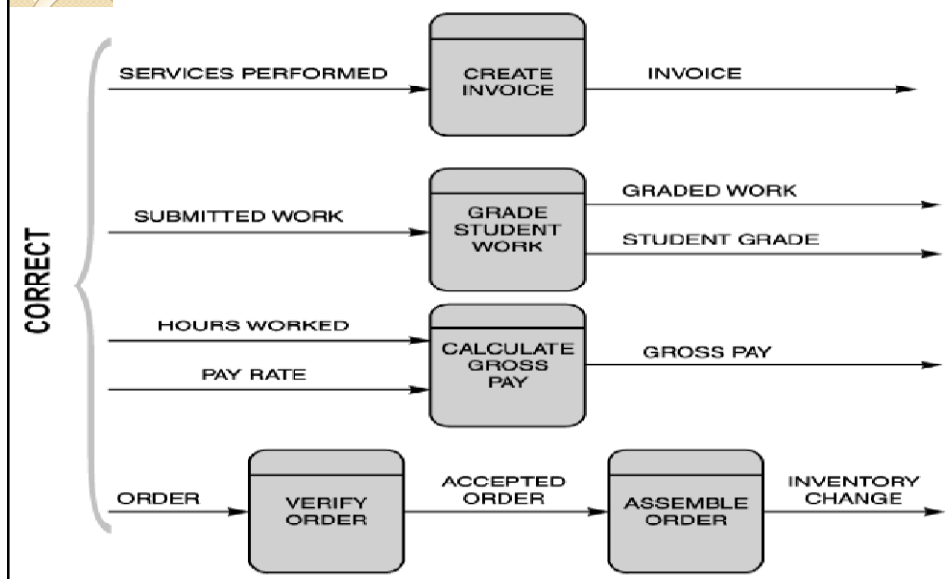 SERVICES PERFORMED
CREATE
INVOICE
INVOICE
SUBMITTED WORK
GRADE
STUDENT
WORK
GRADED WORK
STUDENT GRADE
CORRECT
HOURS WORKED
PAY RATE
CALCULATE
GROSS
PAY
GROSS PAY
ORDER
VERIFY
ORDER
ACCEPTED
ORDER
ASSEMBLE
ORDER
INVENTORY
CHANGE